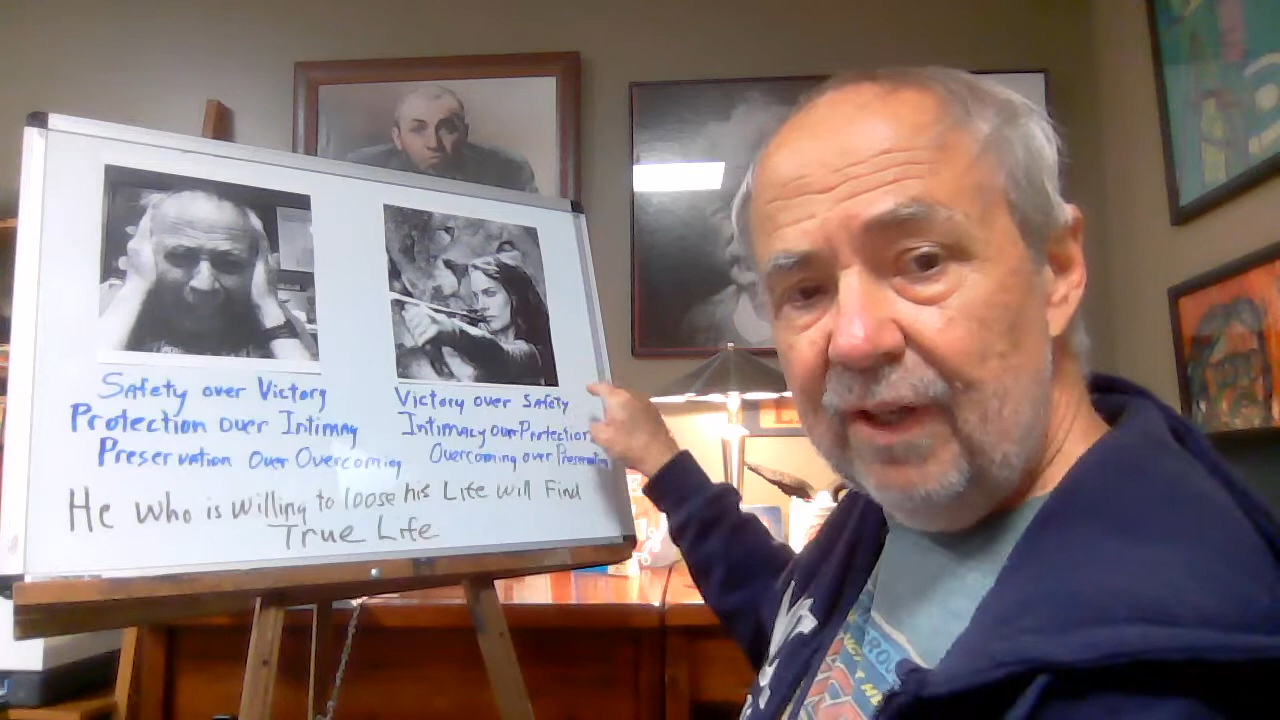 Safety over Victory
Protection over Intimacy
Preservation Over Overcoming
Victory over Safety
Intimacy over Protection
Overcoming over Preservation
He who is willing to loose his Life will Find
True Life